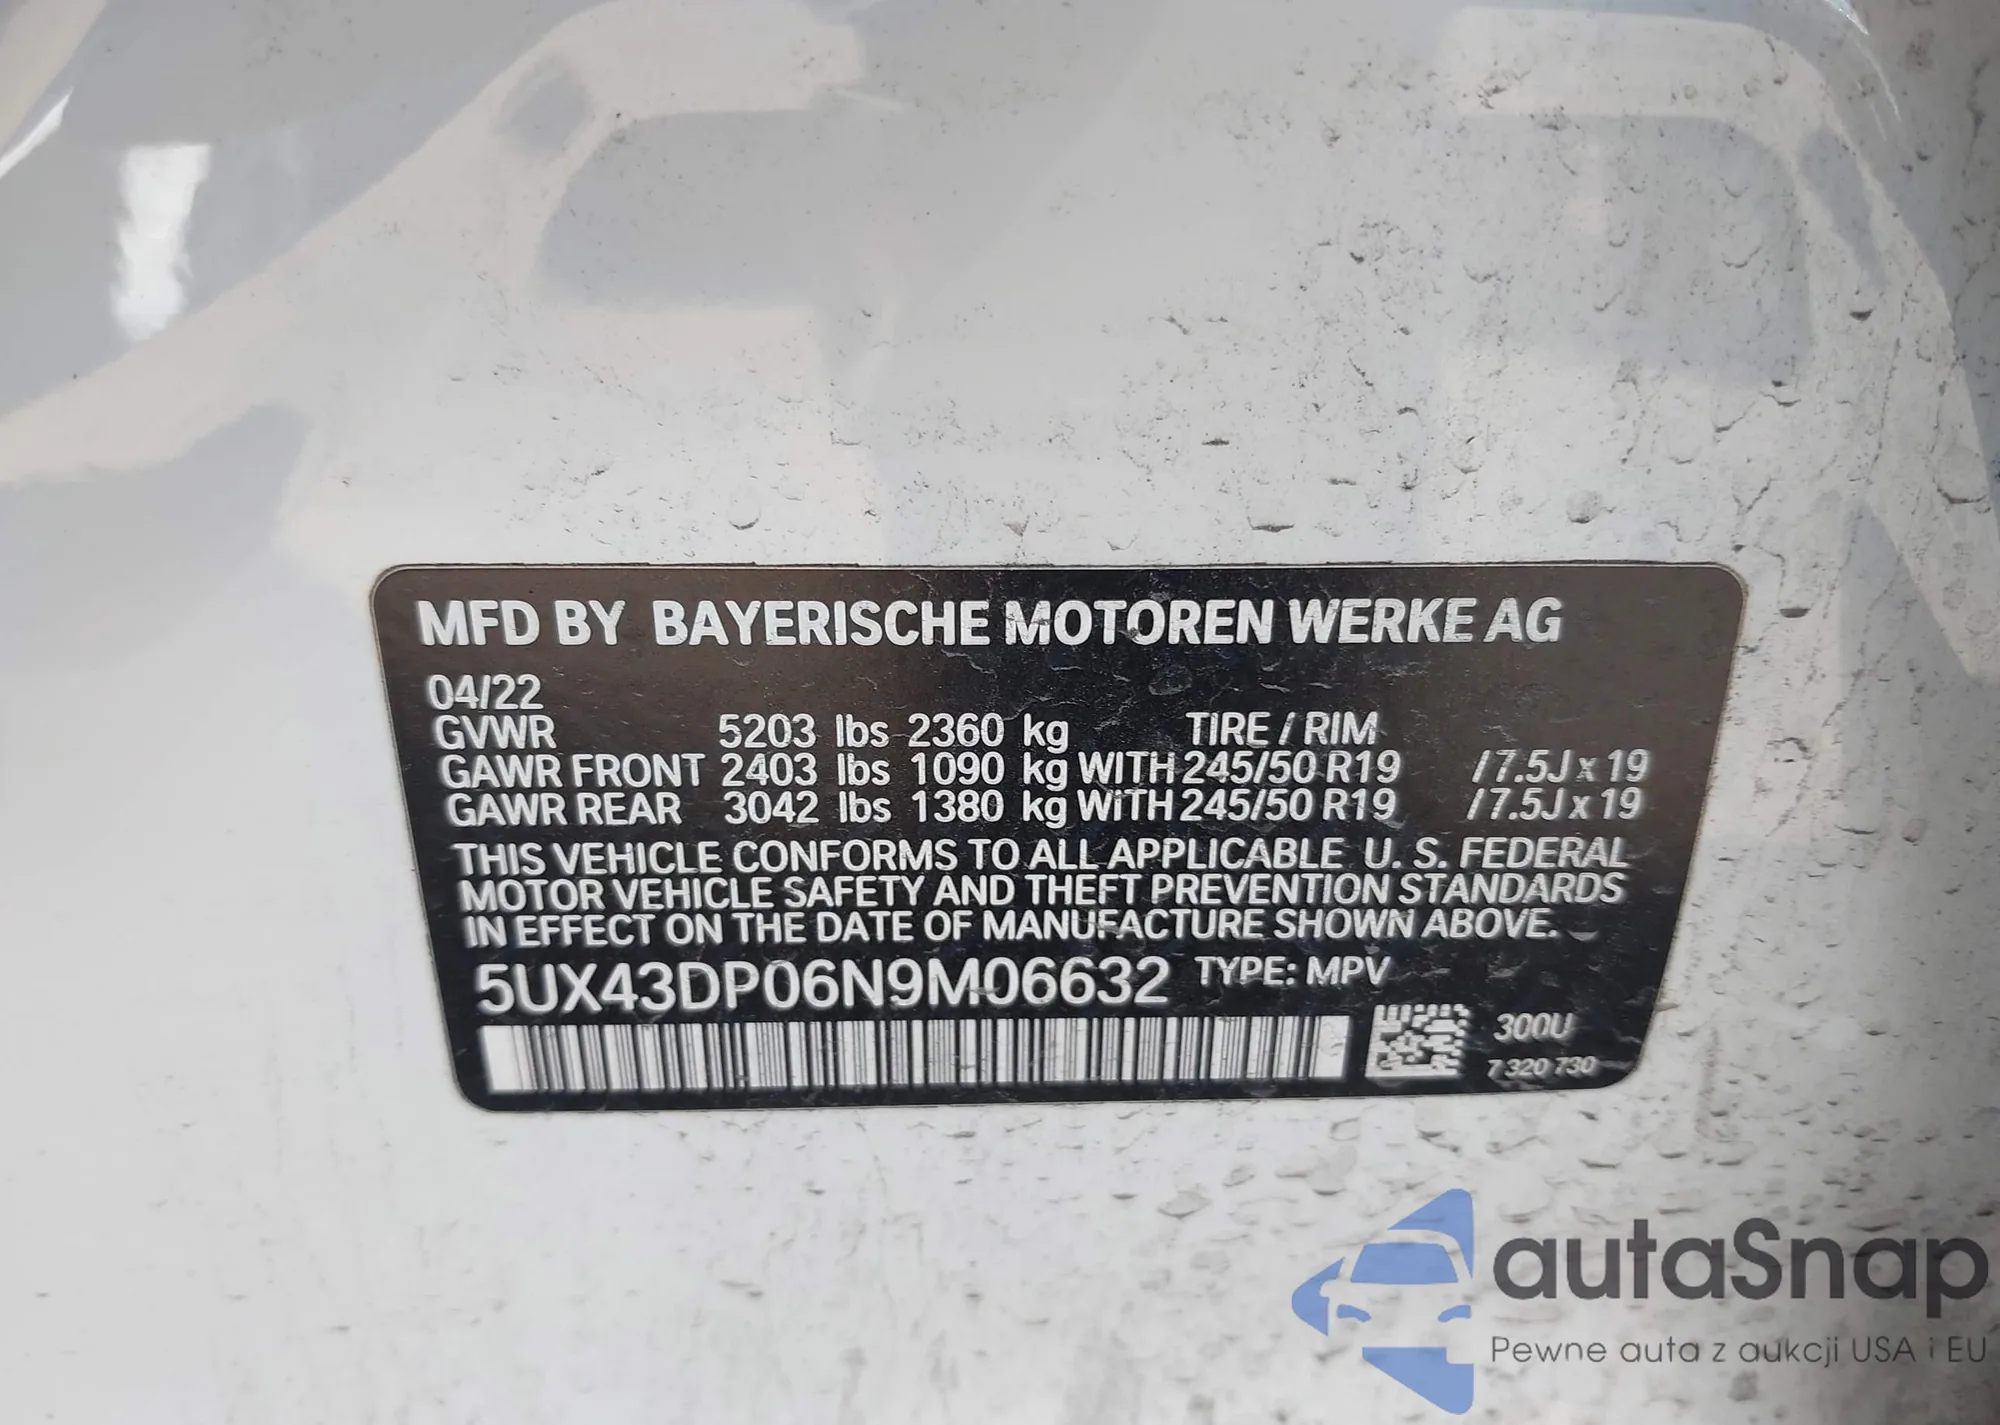 MFD BY BAYERISCHE MOTOREN WERKE AG
04/22
GVWR 5203 lbs 2360 kg TIRE / RIM
GAWR FRONT 2403 lbs 1090 kg WITH 245/50 R19 / 7.5J x 19
GAWR REAR 3042 lbs 1380 kg WITH 245/50 R19 / 7.5J x 19
THIS VEHICLE CONFORMS TO ALL APPLICABLE U. S. FEDERAL
MOTOR VEHICLE SAFETY AND THEFT PREVENTION STANDARDS
IN EFFECT ON THE DATE OF MANUFACTURE SHOWN ABOVE.
5UX43DP06N9M06632 TYPE: MPV
300U
7 320 730
autaSnap
Pewne auta z aukcji USA i EU